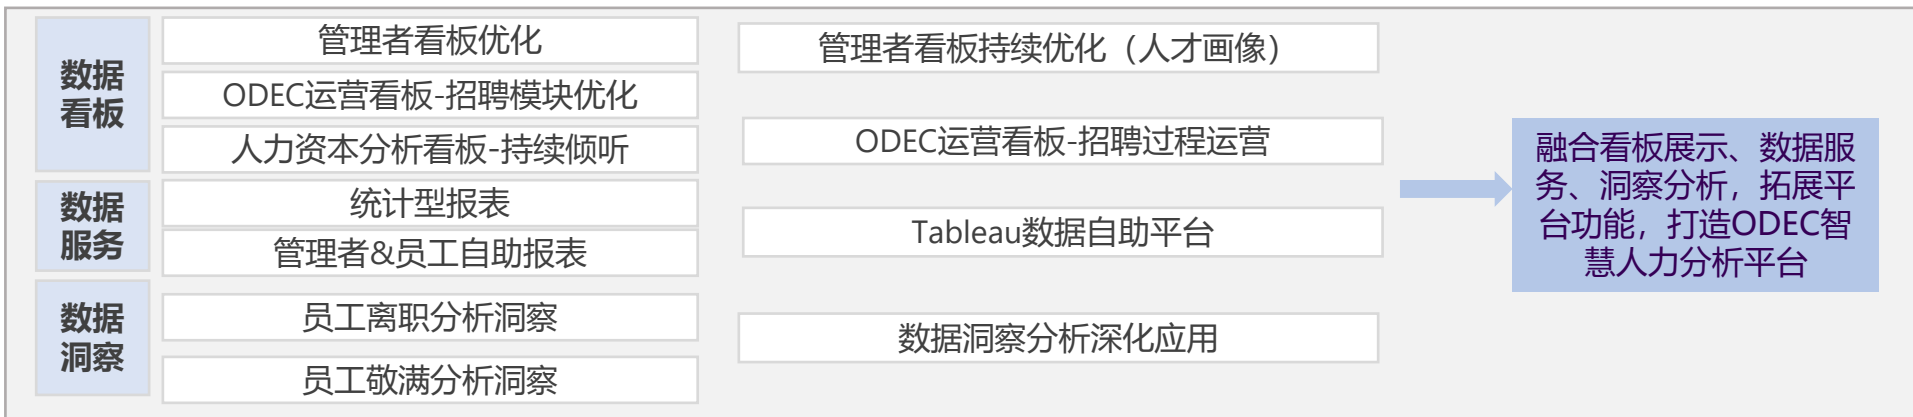 数据
看板
管理者看板优化
ODEC运营看板-招聘模块优化
人力资本分析看板-持续倾听
数据
服务
统计型报表
管理者&员工自助报表
数据
洞察
员工离职分析洞察
员工敬满分析洞察
管理者看板持续优化（人才画像）
ODEC运营看板-招聘过程运营
Tableau数据自助平台
数据洞察分析深化应用
融合看板展示、数据服
务、洞察分析，拓展平
台功能，打造ODEC智
慧人力分析平台